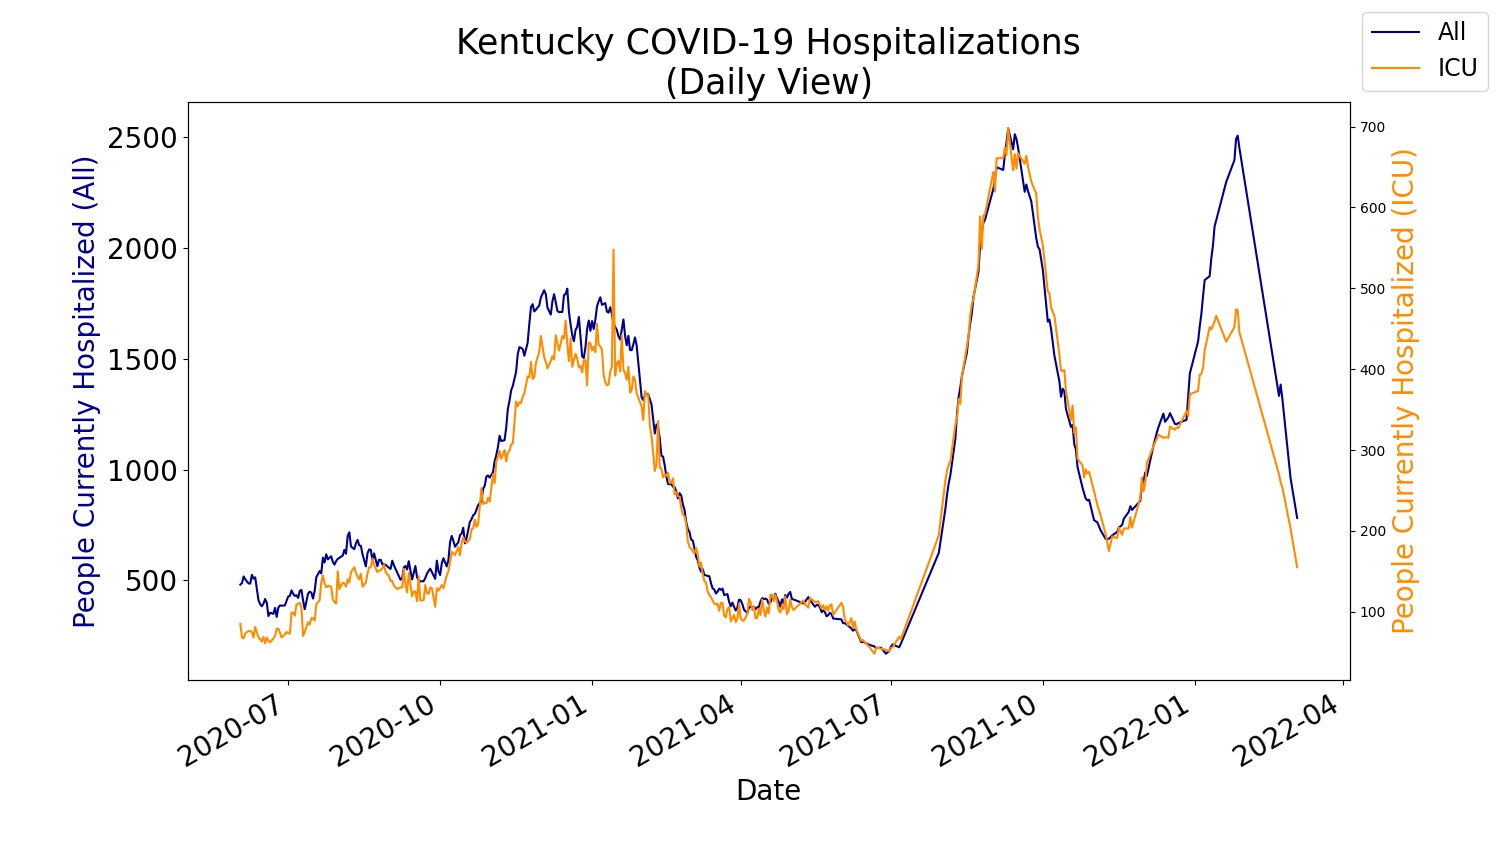 Kentucky COVID-19 Hospitalizations
(Daily View)
All
ICU
People Currently Hospitalized (All)
2500
2000
1500
1000
500
700
600
500
400
300
200
100
People Currently Hospitalized (ICU)
2020-07
2020-10
2021-01
2021-04
2021-07
2021-10
2022-01
2022-04
Date